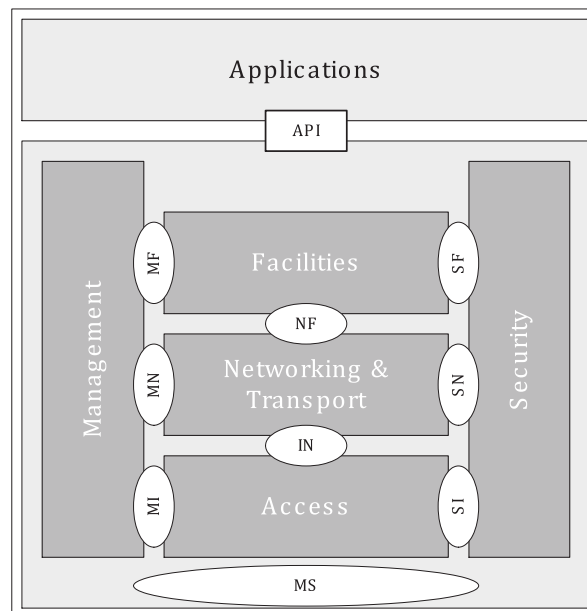 Applications
API
Management
MF
Facilities
SF
NF
MN
Networking &
Transport
SN
Security
IN
MI
Access
SI
MS